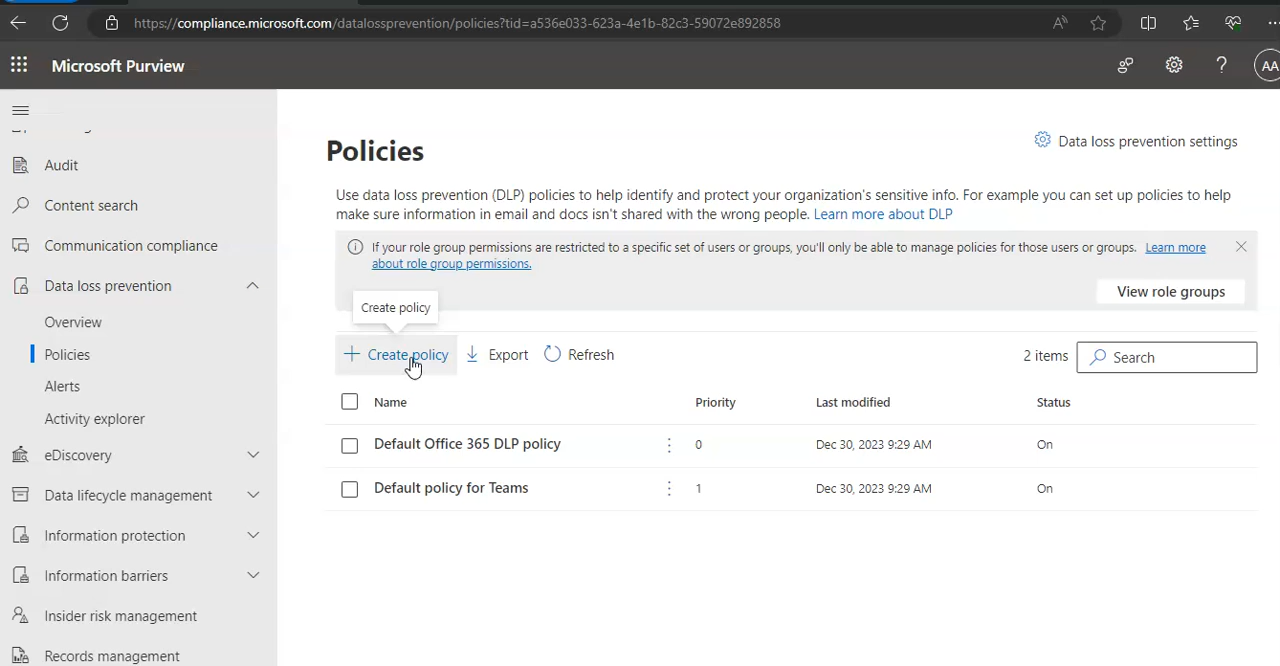 https://compliance.microsoft.com/datalossprevention/policies?tid=a536e033-623a-4e1b-82c3-59072e892858
Microsoft Purview
AA
Audit
Content search
Communication compliance
Data loss prevention
Overview
Policies
Alerts
Activity explorer
eDiscovery
Data lifecycle management
Information protection
Information barriers
Insider risk management
Records management
Policies
Data loss prevention settings
Use data loss prevention (DLP) policies to help identify and protect your organization's sensitive info. For example you can set up policies to help
make sure information in email and docs isn't shared with the wrong people. Learn more about DLP
If your role group permissions are restricted to a specific set of users or groups, you'll only be able to manage policies for those users or groups. Learn more
about role group permissions.
View role groups
Create policy
Create policy Export Refresh 2 items Search
Name Priority Last modified Status
Default Office 365 DLP policy 0 Dec 30, 2023 9:29 AM On
Default policy for Teams 1 Dec 30, 2023 9:29 AM On